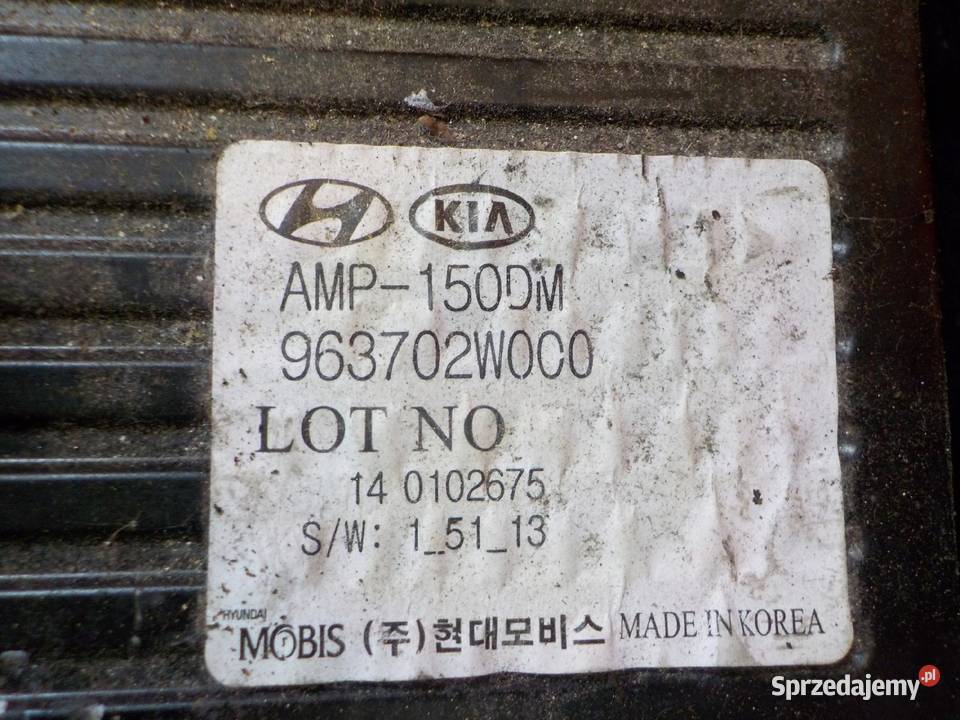 KIA
AMP-150DM
963702W0C0
LOT NO
14 0102675
S/W: 1_51_13
HYUNDAI
MOBIS (주)현대모비스 MADE IN KOREA
Sprzedajemy.pl